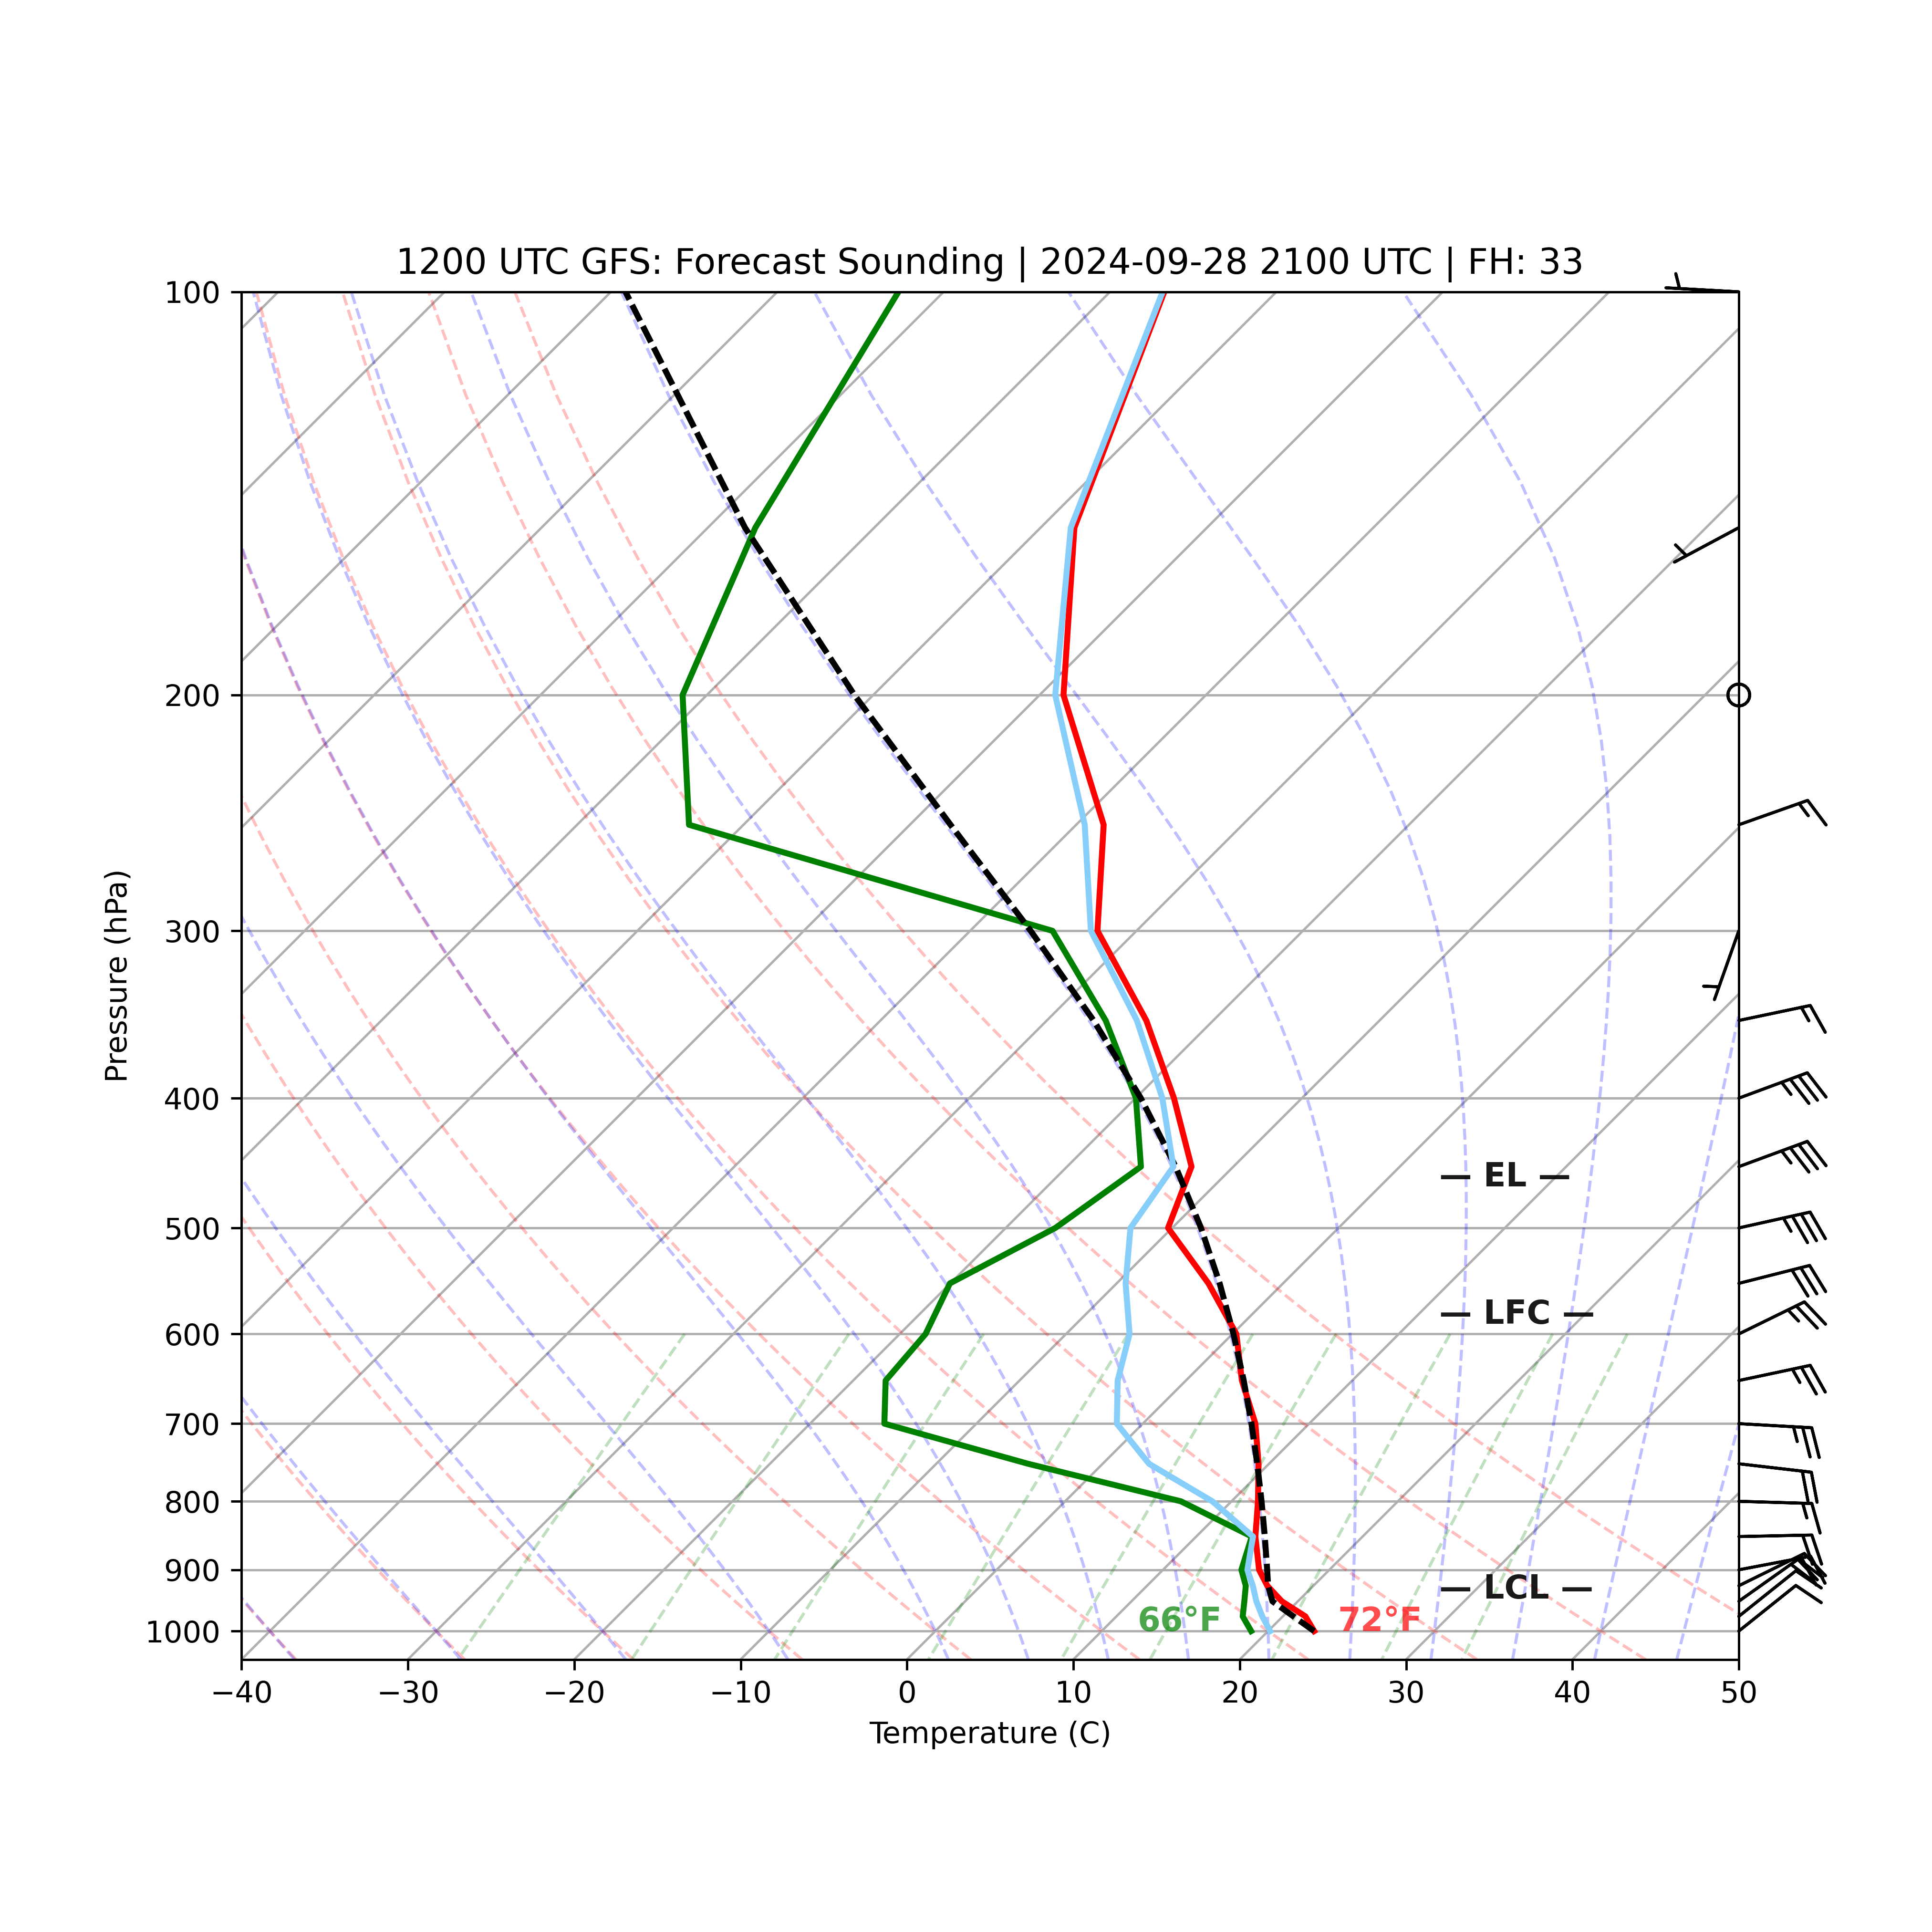 1200 UTC GFS: Forecast Sounding | 2024-09-28 2100 UTC | FH: 33
100
200
300
400
500
600
700
800
900
1000
Pressure (hPa)
— EL —
— LFC —
— LCL —
66°F
72°F
−40 −30 −20 −10 0 10 20 30 40 50
Temperature (C)